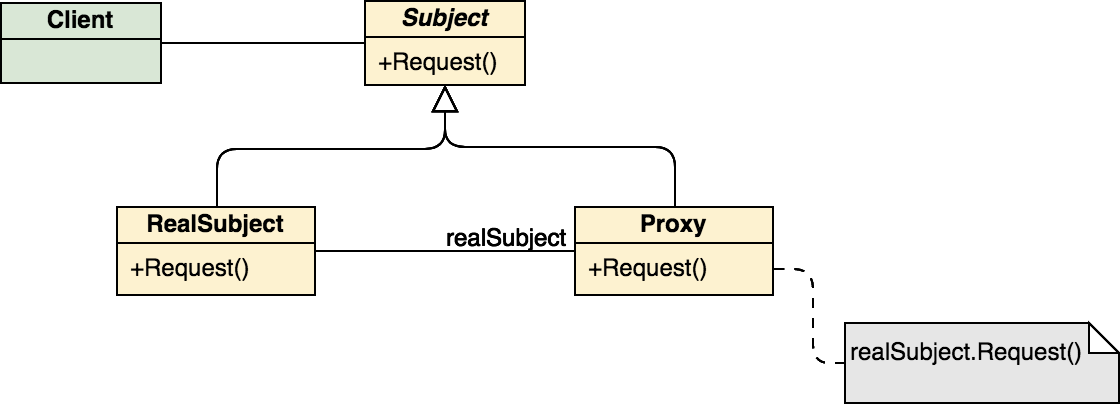 Client
Subject
+Request()
RealSubject
+Request()
realSubject
Proxy
+Request()
realSubject.Request()